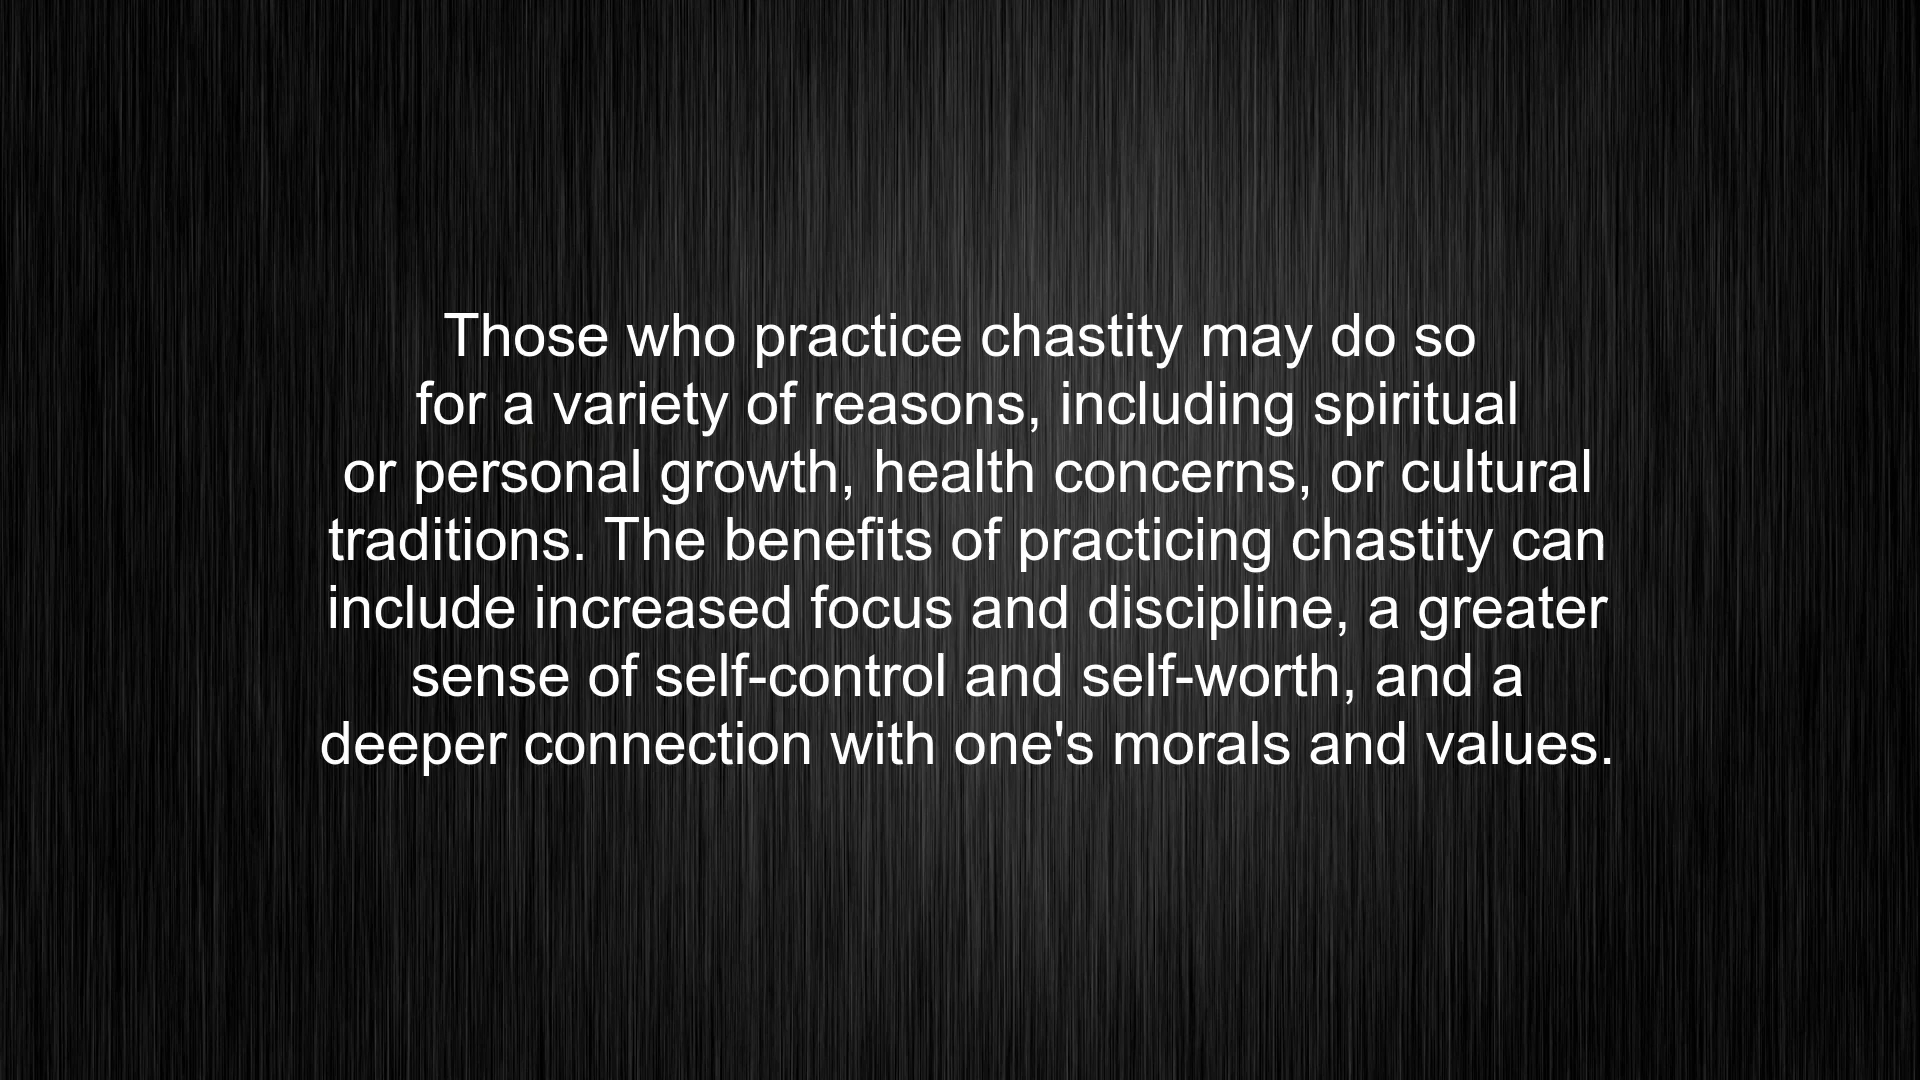 Those who practice chastity may do so
for a variety of reasons, including spiritual
or personal growth, health concerns, or cultural
traditions. The benefits of practicing chastity can
include increased focus and discipline, a greater
sense of self-control and self-worth, and a
deeper connection with one's morals and values.